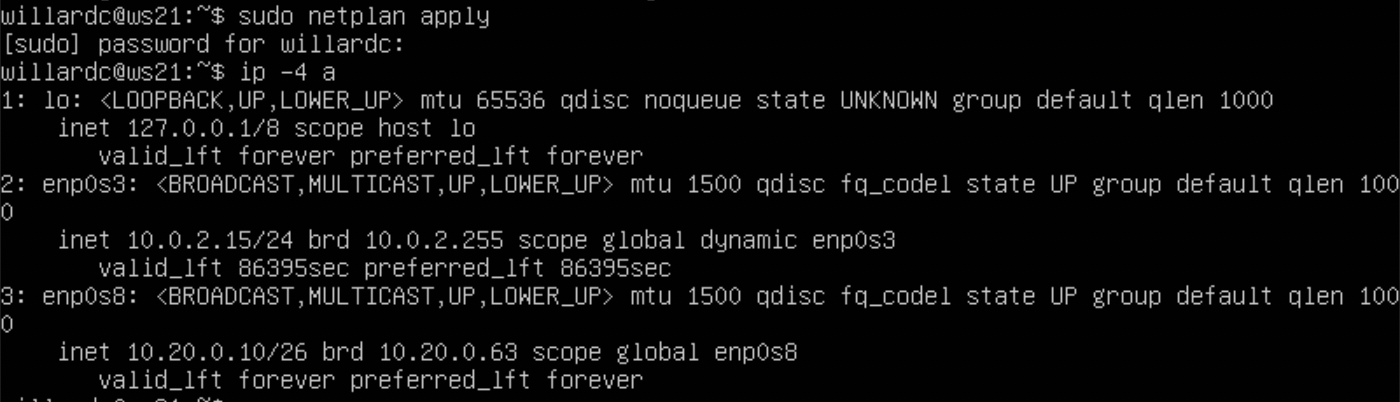 willardc@ws21:~$ sudo netplan apply
[sudo] password for willardc:
willardc@ws21:~$ ip -4 a
1: lo: <LOOPBACK,UP,LOWER_UP> mtu 65536 qdisc noqueue state UNKNOWN group default qlen 1000
    inet 127.0.0.1/8 scope host lo
       valid_lft forever preferred_lft forever
2: enp0s3: <BROADCAST,MULTICAST,UP,LOWER_UP> mtu 1500 qdisc fq_codel state UP group default qlen 100
0
    inet 10.0.2.15/24 brd 10.0.2.255 scope global dynamic enp0s3
       valid_lft 86395sec preferred_lft 86395sec
3: enp0s8: <BROADCAST,MULTICAST,UP,LOWER_UP> mtu 1500 qdisc fq_codel state UP group default qlen 100
0
    inet 10.20.0.10/26 brd 10.20.0.63 scope global enp0s8
       valid_lft forever preferred_lft forever